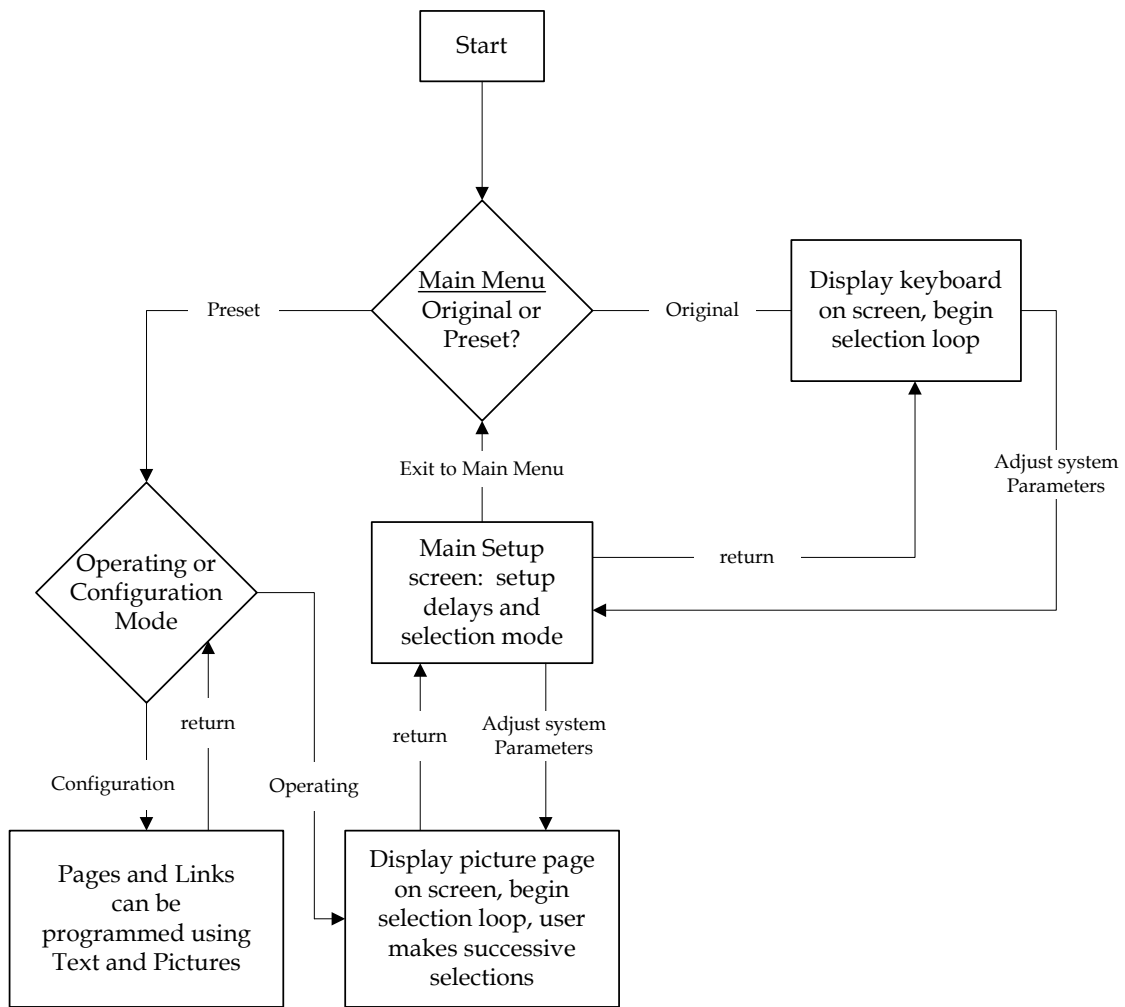 Start
Main Menu
Original or
Preset?
Preset
Original
Display keyboard
on screen, begin
selection loop
Exit to Main Menu
Adjust system
Parameters
Operating or
Configuration
Mode
Main Setup
screen:  setup
delays and
selection mode
return
return
return
Adjust system
Parameters
Configuration
Operating
Pages and Links
can be
programmed using
Text and Pictures
Display picture page
on screen, begin
selection loop, user
makes successive
selections